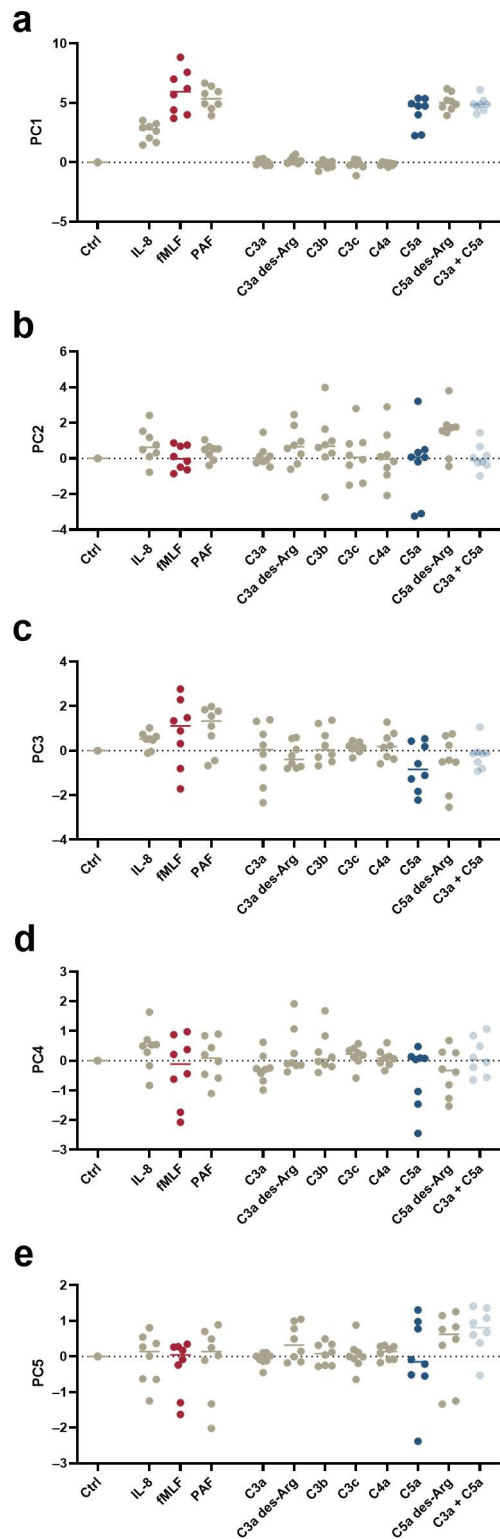 a
10
5
0
–5
PC1
Ctrl
IL-8
fMLF
PAF
C3a
C3a des-Arg
C3b
C3c
C4a
C5a
C5a des-Arg
C3a + C5a
b
6
4
2
0
–2
–4
PC2
Ctrl
IL-8
fMLF
PAF
C3a
C3a des-Arg
C3b
C3c
C4a
C5a
C5a des-Arg
C3a + C5a
c
4
2
0
–2
–4
PC3
Ctrl
IL-8
fMLF
PAF
C3a
C3a des-Arg
C3b
C3c
C4a
C5a
C5a des-Arg
C3a + C5a
d
3
2
1
0
–1
–2
–3
PC4
Ctrl
IL-8
fMLF
PAF
C3a
C3a des-Arg
C3b
C3c
C4a
C5a
C5a des-Arg
C3a + C5a
e
2
1
0
–1
–2
–3
PC5
Ctrl
IL-8
fMLF
PAF
C3a
C3a des-Arg
C3b
C3c
C4a
C5a
C5a des-Arg
C3a + C5a